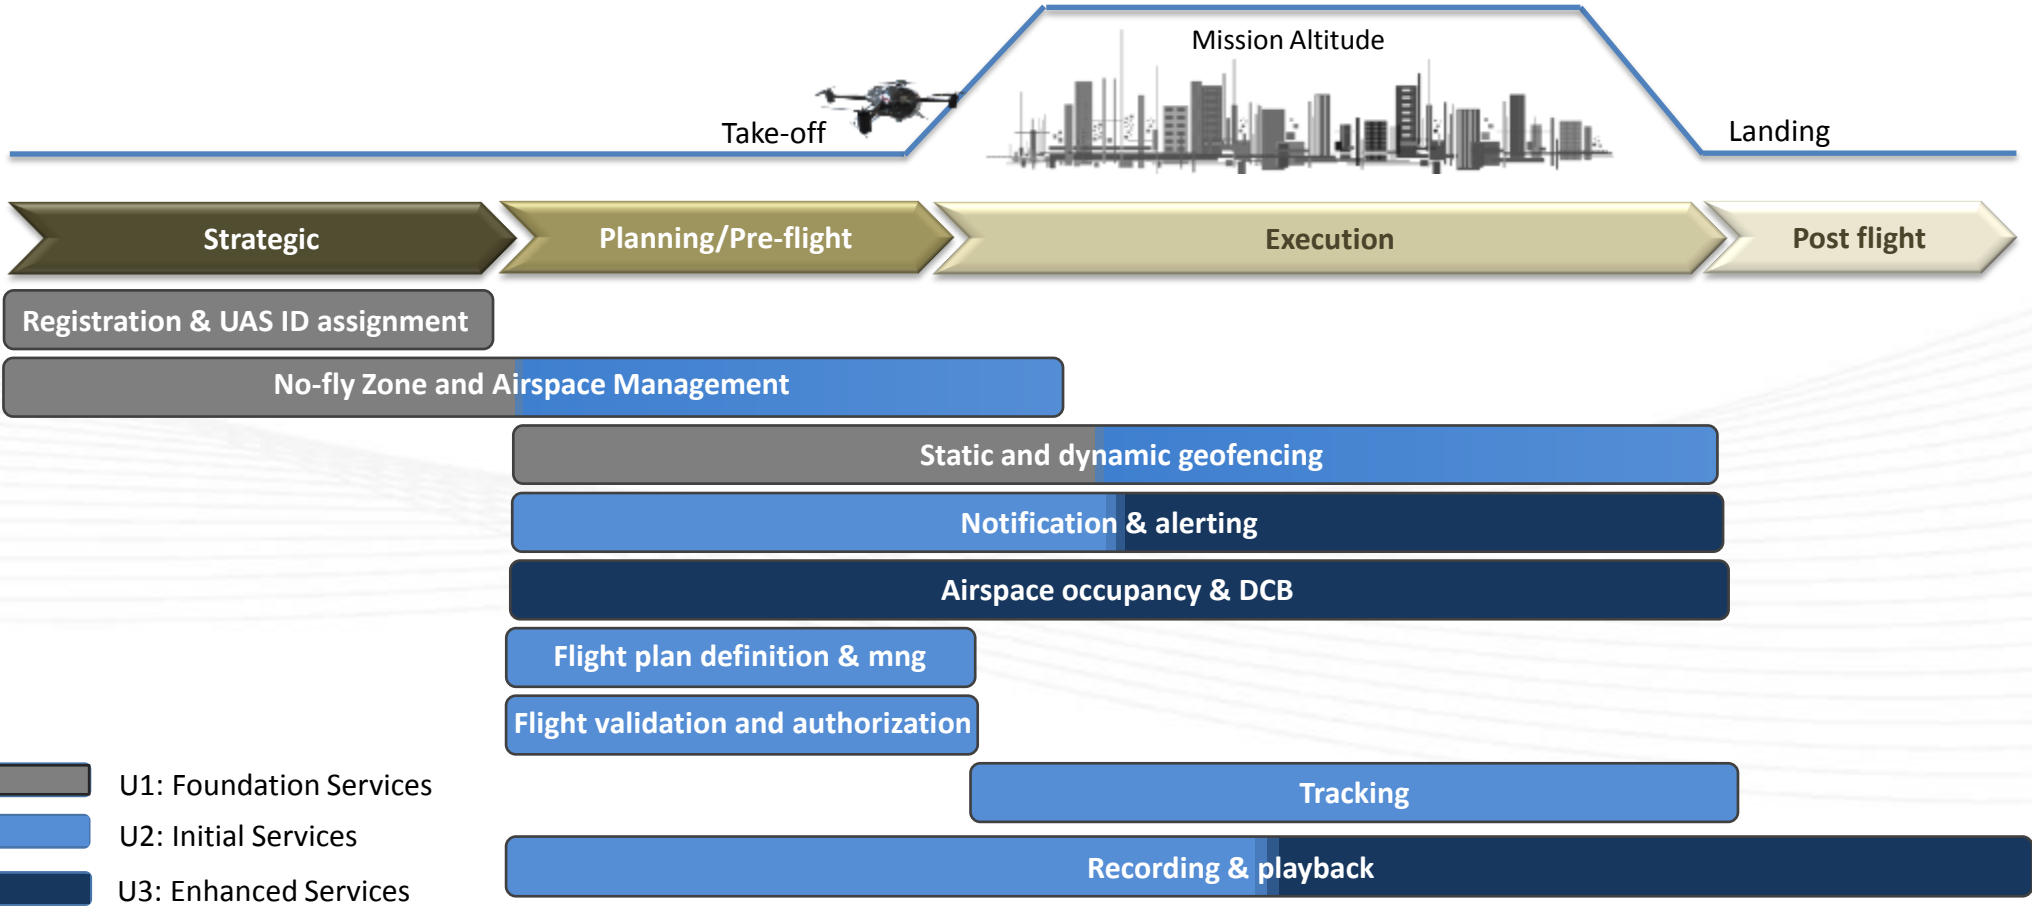 Mission Altitude
Take-off
Landing
Strategic
Planning/Pre-flight
Execution
Post flight
Registration & UAS ID assignment
No-fly Zone and Airspace Management
Static and dynamic geofencing
Notification & alerting
Airspace occupancy & DCB
Flight plan definition & mng
Flight validation and authorization
Tracking
Recording & playback
U1: Foundation Services
U2: Initial Services
U3: Enhanced Services